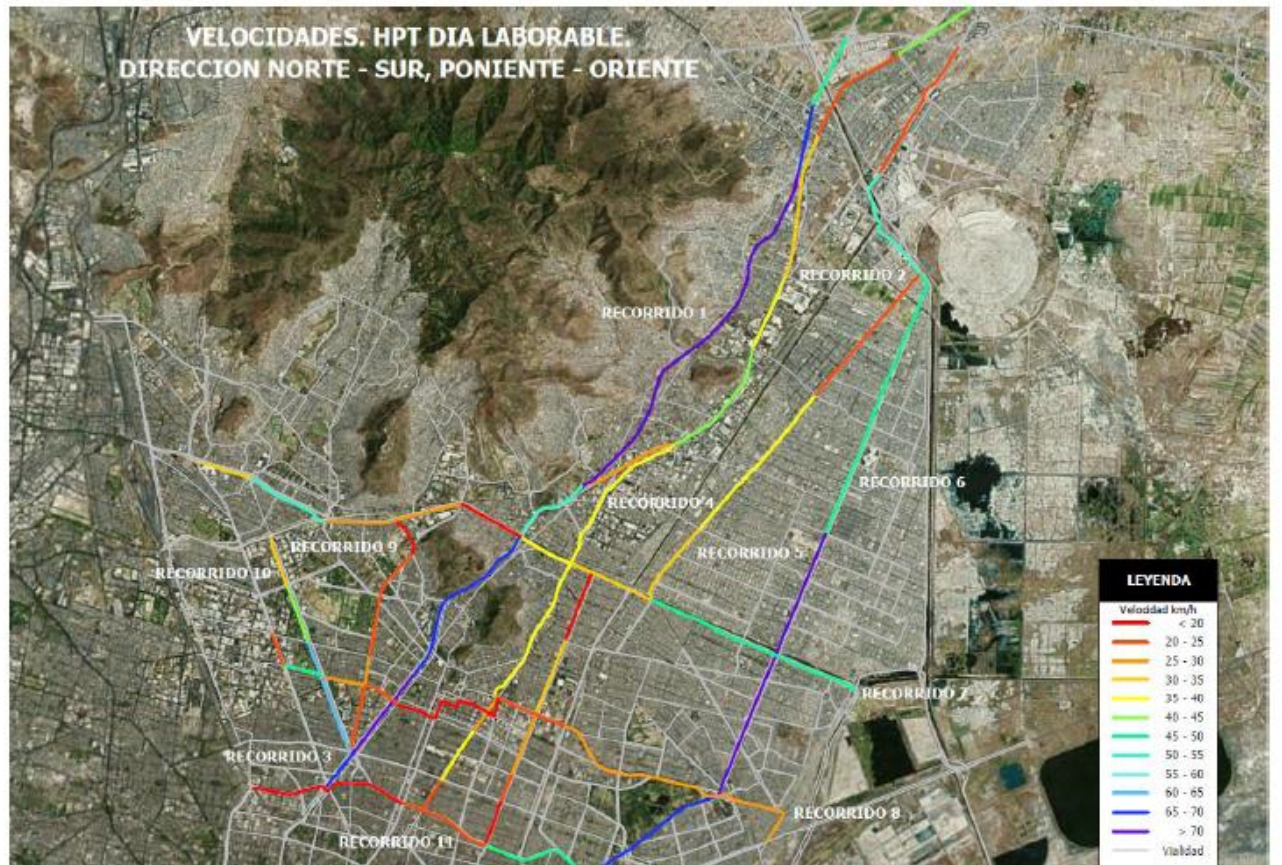 VELOCIDADES. HPT DIA LABORABLE.
DIRECCION NORTE - SUR, PONIENTE - ORIENTE
RECORRIDO 2
RECORRIDO 1
RECORRIDO 6
RECORRIDO 4
RECORRIDO 9
RECORRIDO 5
RECORRIDO 10
RECORRIDO 7
RECORRIDO 3
RECORRIDO 8
RECORRIDO 11
LEYENDA
Velocidad km/h
< 20
20 - 25
25 - 30
30 - 35
35 - 40
40 - 45
45 - 50
50 - 55
55 - 60
60 - 65
65 - 70
> 70
Vialidad